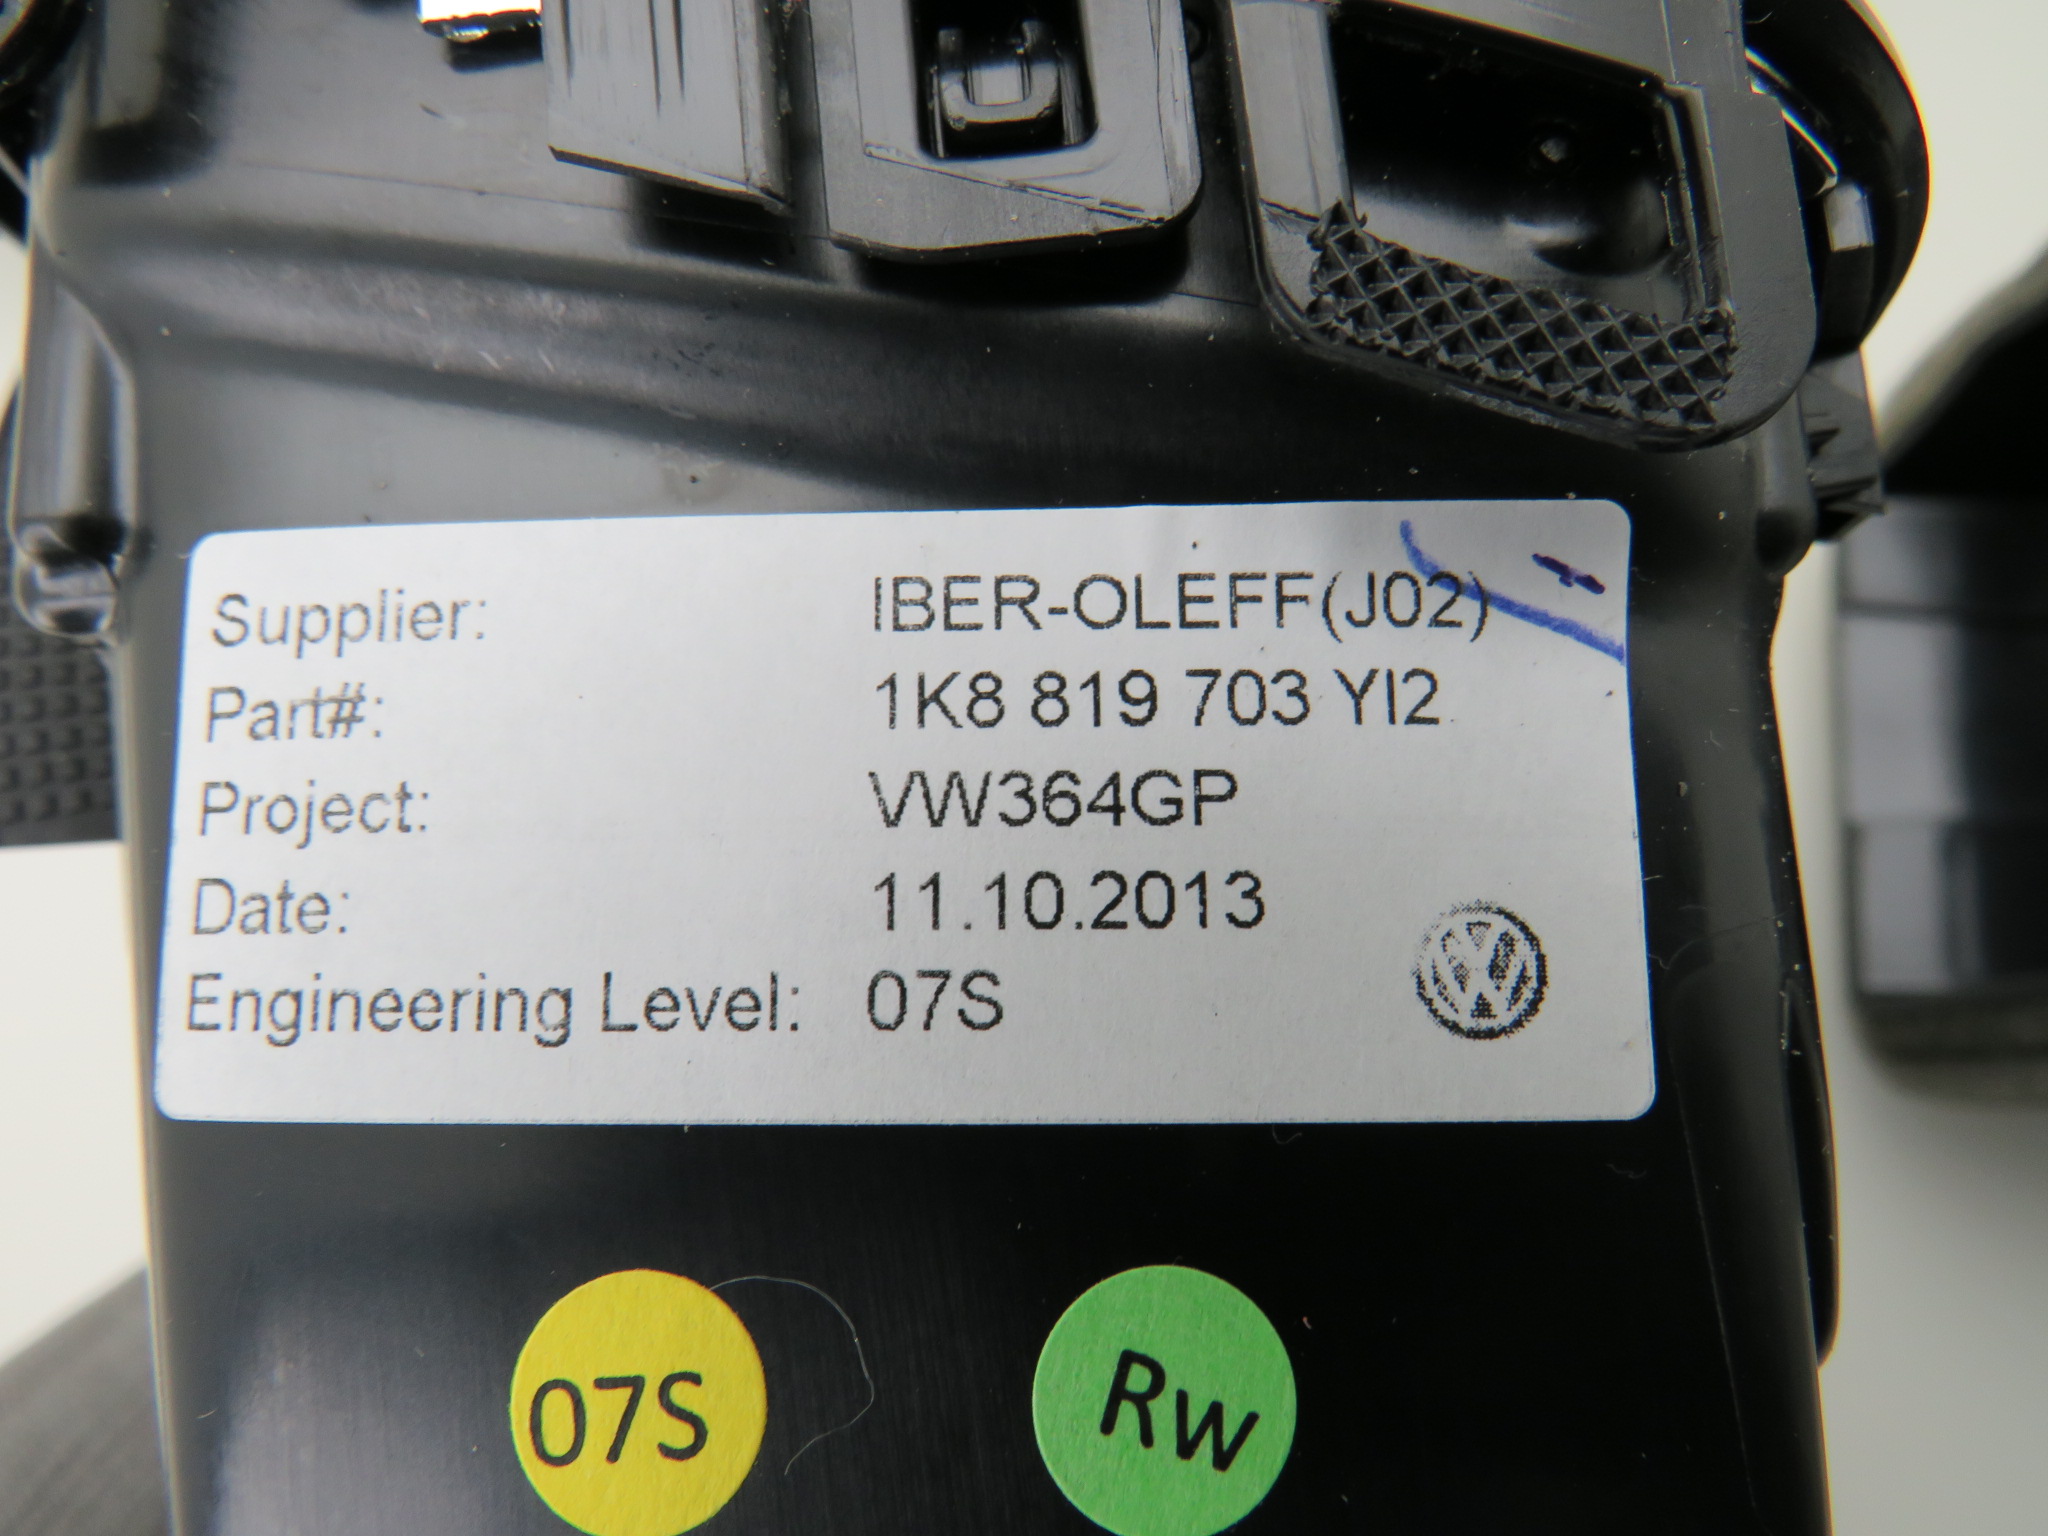 Supplier: IBER-OLEFF(J02)
Part#: 1K8 819 703 YI2
Project: VW364GP
Date: 11.10.2013
Engineering Level: 07S
07S
RW